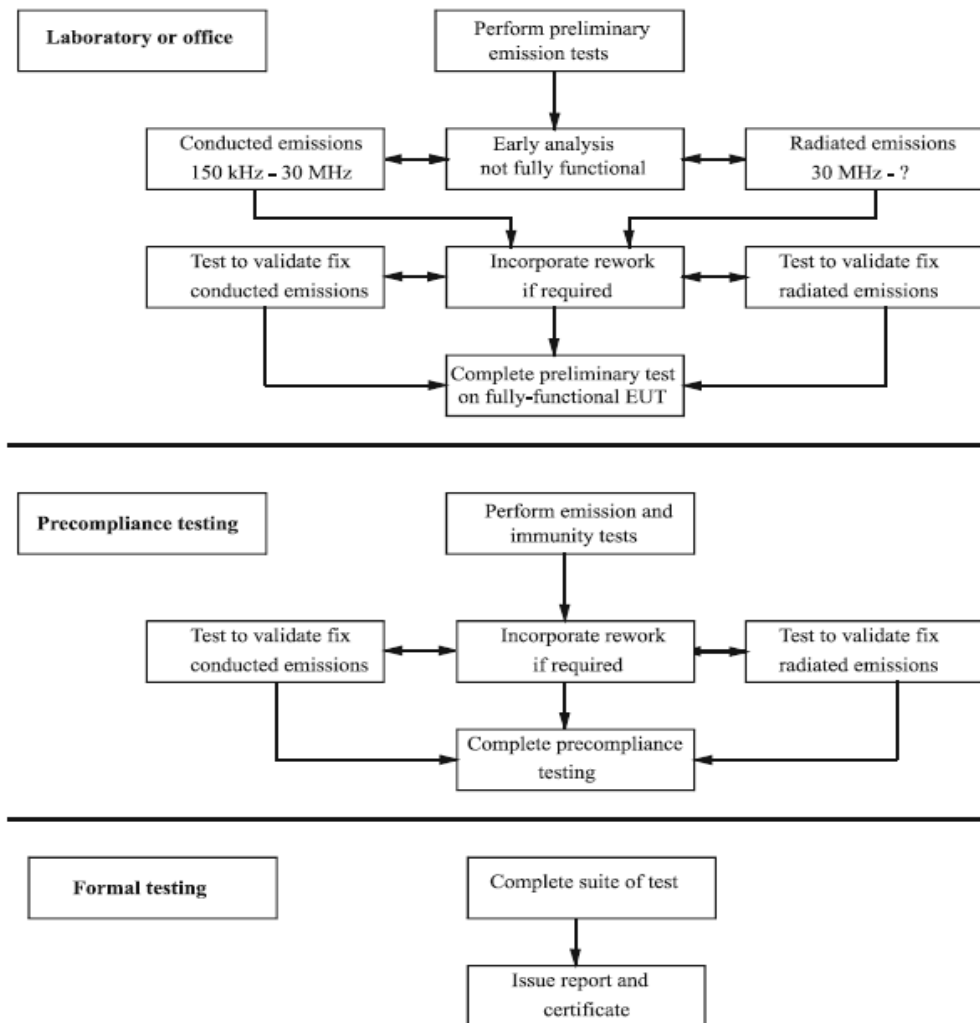 Laboratory or office
Perform preliminary
emission tests
Conducted emissions
150 kHz – 30 MHz
Early analysis
not fully functional
Radiated emissions
30 MHz - ?
Test to validate fix
conducted emissions
Incorporate rework
if required
Test to validate fix
radiated emissions
Complete preliminary test
on fully-functional EUT
Precompliance testing
Perform emission and
immunity tests
Test to validate fix
conducted emissions
Incorporate rework
if required
Test to validate fix
radiated emissions
Complete precompliance
testing
Formal testing
Complete suite of test
Issue report and
certificate